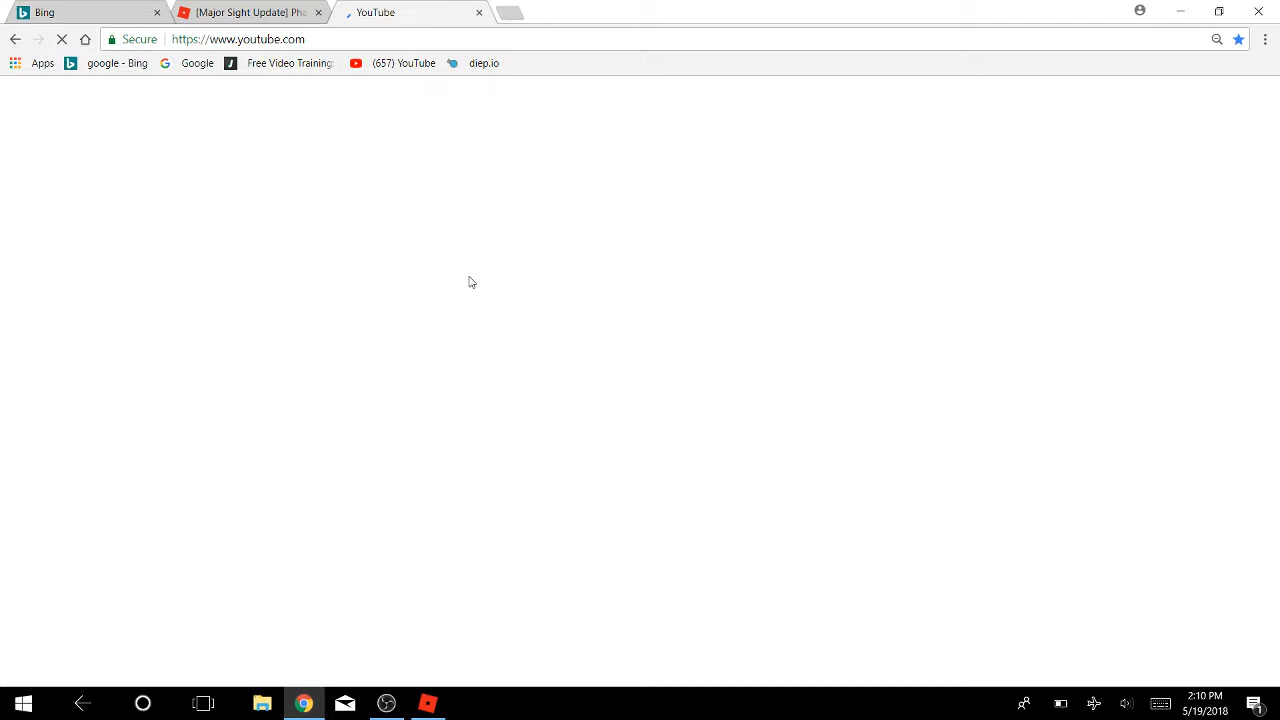 Bing
[Major Sight Update] Pha
YouTube
Secure
https://www.youtube.com
Apps
google - Bing
Google
Free Video Training:
(657) YouTube
diep.io
2:10 PM
5/19/2018
1